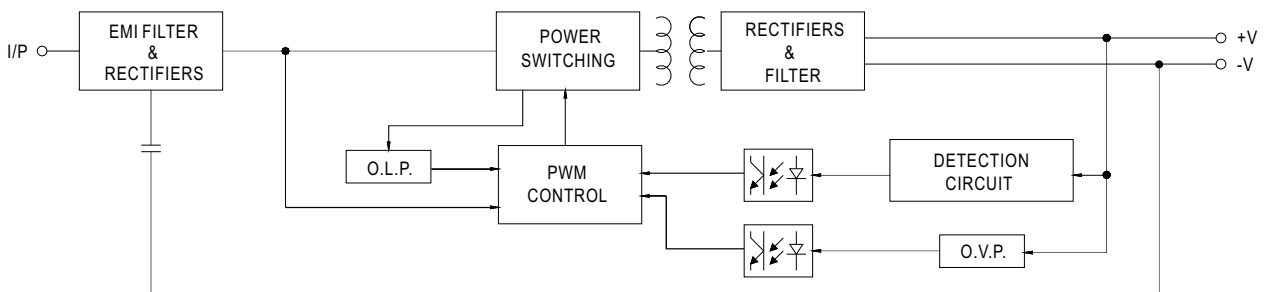 I/P
EMI FILTER
&
RECTIFIERS
POWER
SWITCHING
RECTIFIERS
&
FILTER
+V
-V
O.L.P.
PWM
CONTROL
DETECTION
CIRCUIT
O.V.P.